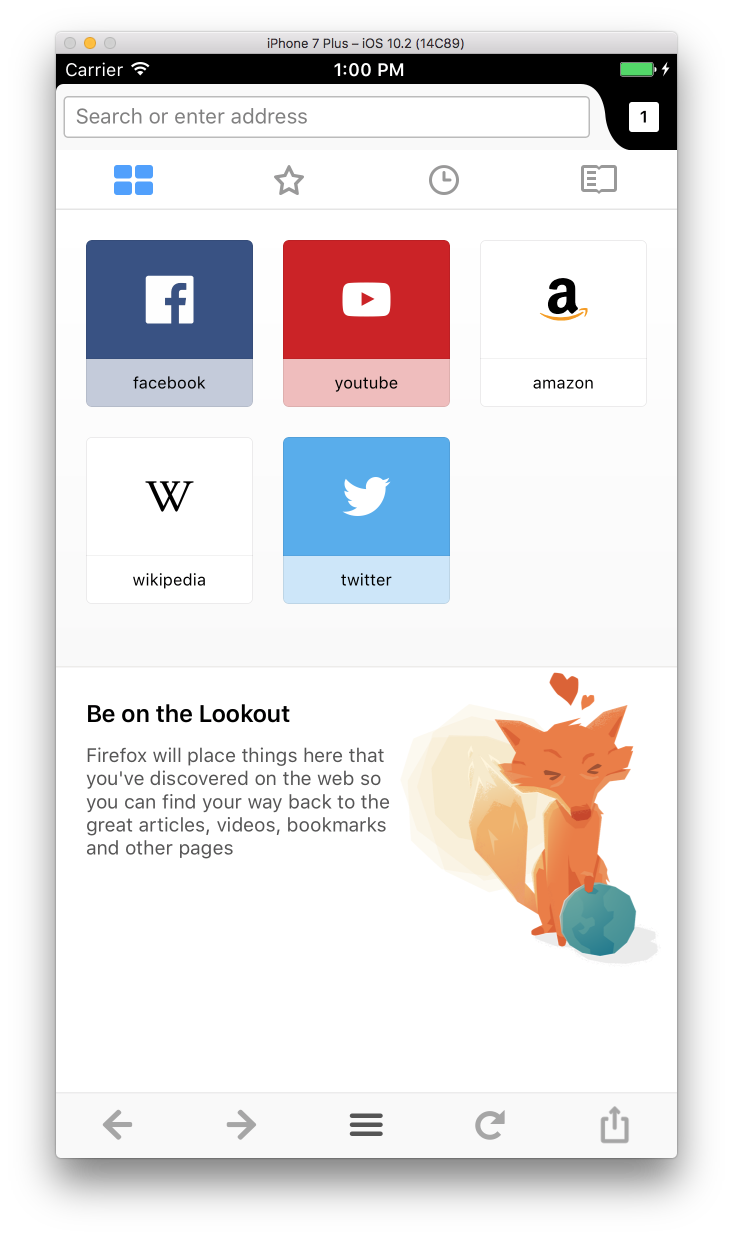 iPhone 7 Plus – iOS 10.2 (14C89)
Carrier 1:00 PM
Search or enter address 1
facebook youtube amazon
wikipedia twitter
Be on the Lookout
Firefox will place things here that
you've discovered on the web so
you can find your way back to the
great articles, videos, bookmarks
and other pages